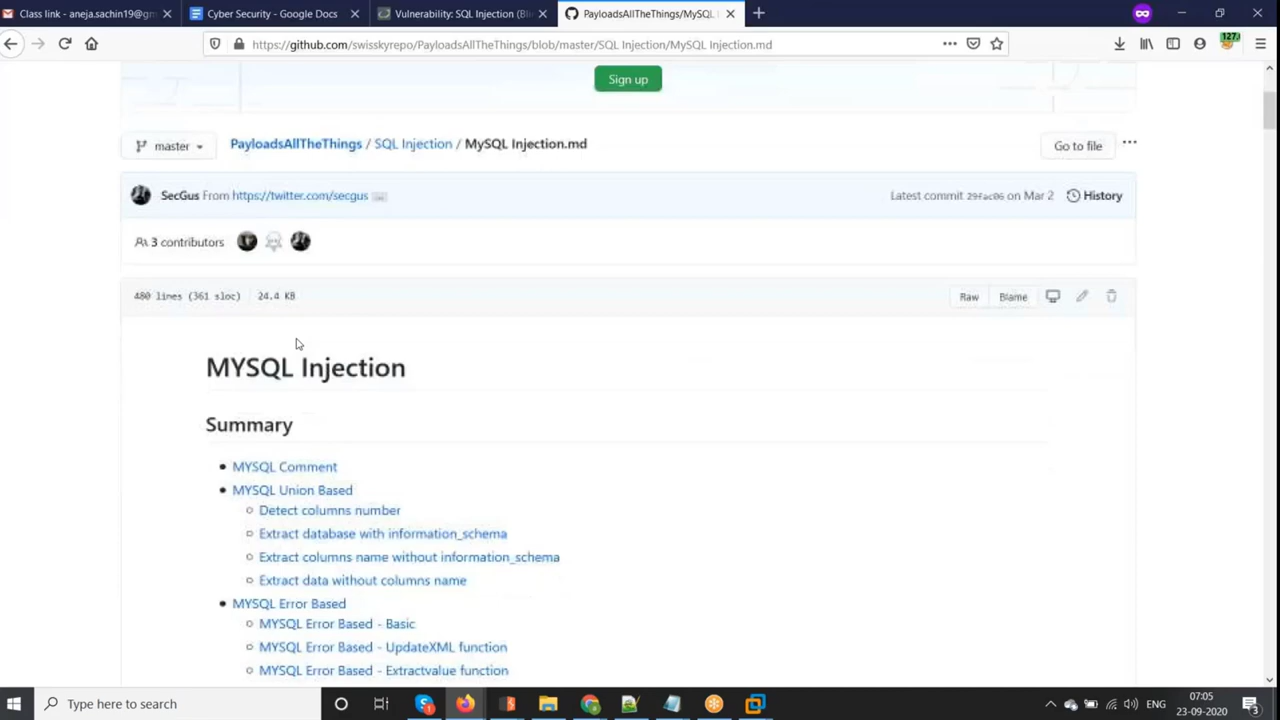 Class link - aneja.sachin19@gm
Cyber Security - Google Docs
Vulnerability: SQL Injection (Bli
PayloadsAllTheThings/MySQL I
https://github.com/swisskyrepo/PayloadsAllTheThings/blob/master/SQL Injection/MySQL Injection.md
127.
Sign up
master
PayloadsAllTheThings / SQL Injection / MySQL Injection.md
Go to file
SecGus From https://twitter.com/secgus
Latest commit 29fac06 on Mar 2
History
3 contributors
480 lines (361 sloc)
24.4 KB
Raw
Blame
MYSQL Injection
Summary
MYSQL Comment
MYSQL Union Based
Detect columns number
Extract database with information_schema
Extract columns name without information_schema
Extract data without columns name
MYSQL Error Based
MYSQL Error Based - Basic
MYSQL Error Based - UpdateXML function
MYSQL Error Based - Extractvalue function
Type here to search
ENG
07:05
23-09-2020
3